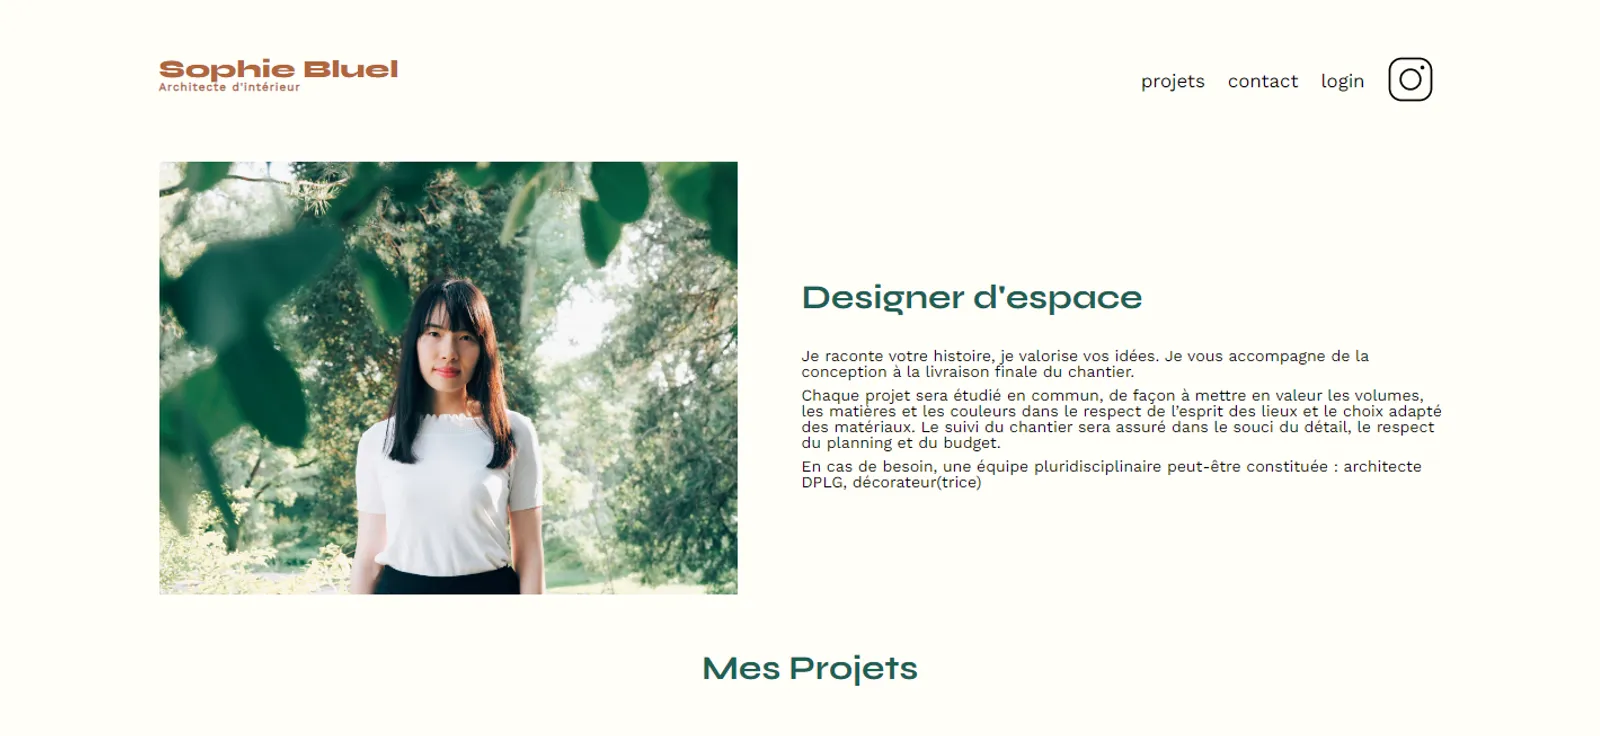 Sophie Bluel
Architecte d'intérieur
projets contact login
Designer d'espace
Je raconte votre histoire, je valorise vos idées. Je vous accompagne de la
conception à la livraison finale du chantier.
Chaque projet sera étudié en commun, de façon à mettre en valeur les volumes,
les matières et les couleurs dans le respect de l’esprit des lieux et le choix adapté
des matériaux. Le suivi du chantier sera assuré dans le souci du détail, le respect
du planning et du budget.
En cas de besoin, une équipe pluridisciplinaire peut-être constituée : architecte
DPLG, décorateur(trice)
Mes Projets